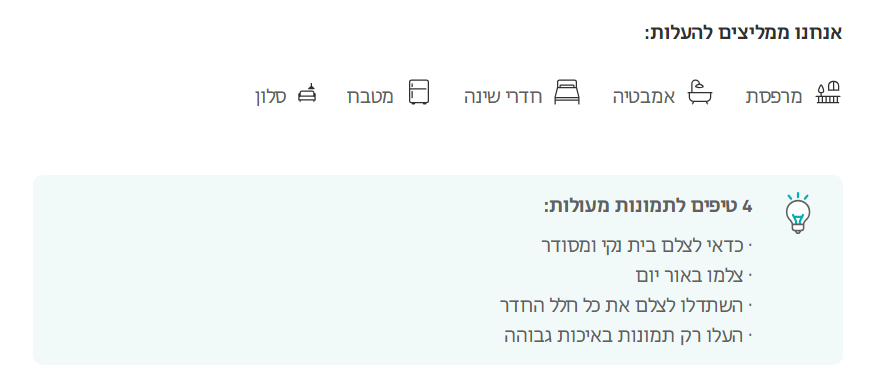 אנחנו ממליצים להעלות:
מרפסת אמבטיה חדרי שינה מטבח סלון
4 טיפים לתמונות מעולות:
· כדאי לצלם בית נקי ומסודר
· צלמו באור יום
· השתדלו לצלם את כל חלל החדר
· העלו רק תמונות באיכות גבוהה